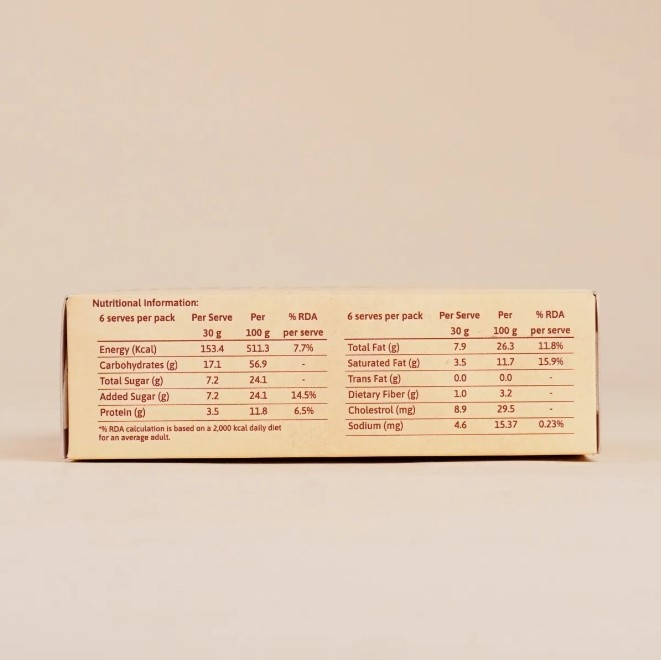 Nutritional Information:
6 serves per pack Per Serve Per % RDA
30 g 100 g per serve
Energy (Kcal) 153.4 511.3 7.7%
Carbohydrates (g) 17.1 56.9 -
Total Sugar (g) 7.2 24.1 -
Added Sugar (g) 7.2 24.1 14.5%
Protein (g) 3.5 11.8 6.5%
*% RDA calculation is based on a 2,000 kcal daily diet
for an average adult.
6 serves per pack Per Serve Per % RDA
30 g 100 g per serve
Total Fat (g) 7.9 26.3 11.8%
Saturated Fat (g) 3.5 11.7 15.9%
Trans Fat (g) 0.0 0.0 -
Dietary Fiber (g) 1.0 3.2 -
Cholestrol (mg) 8.9 29.5 -
Sodium (mg) 4.6 15.37 0.23%